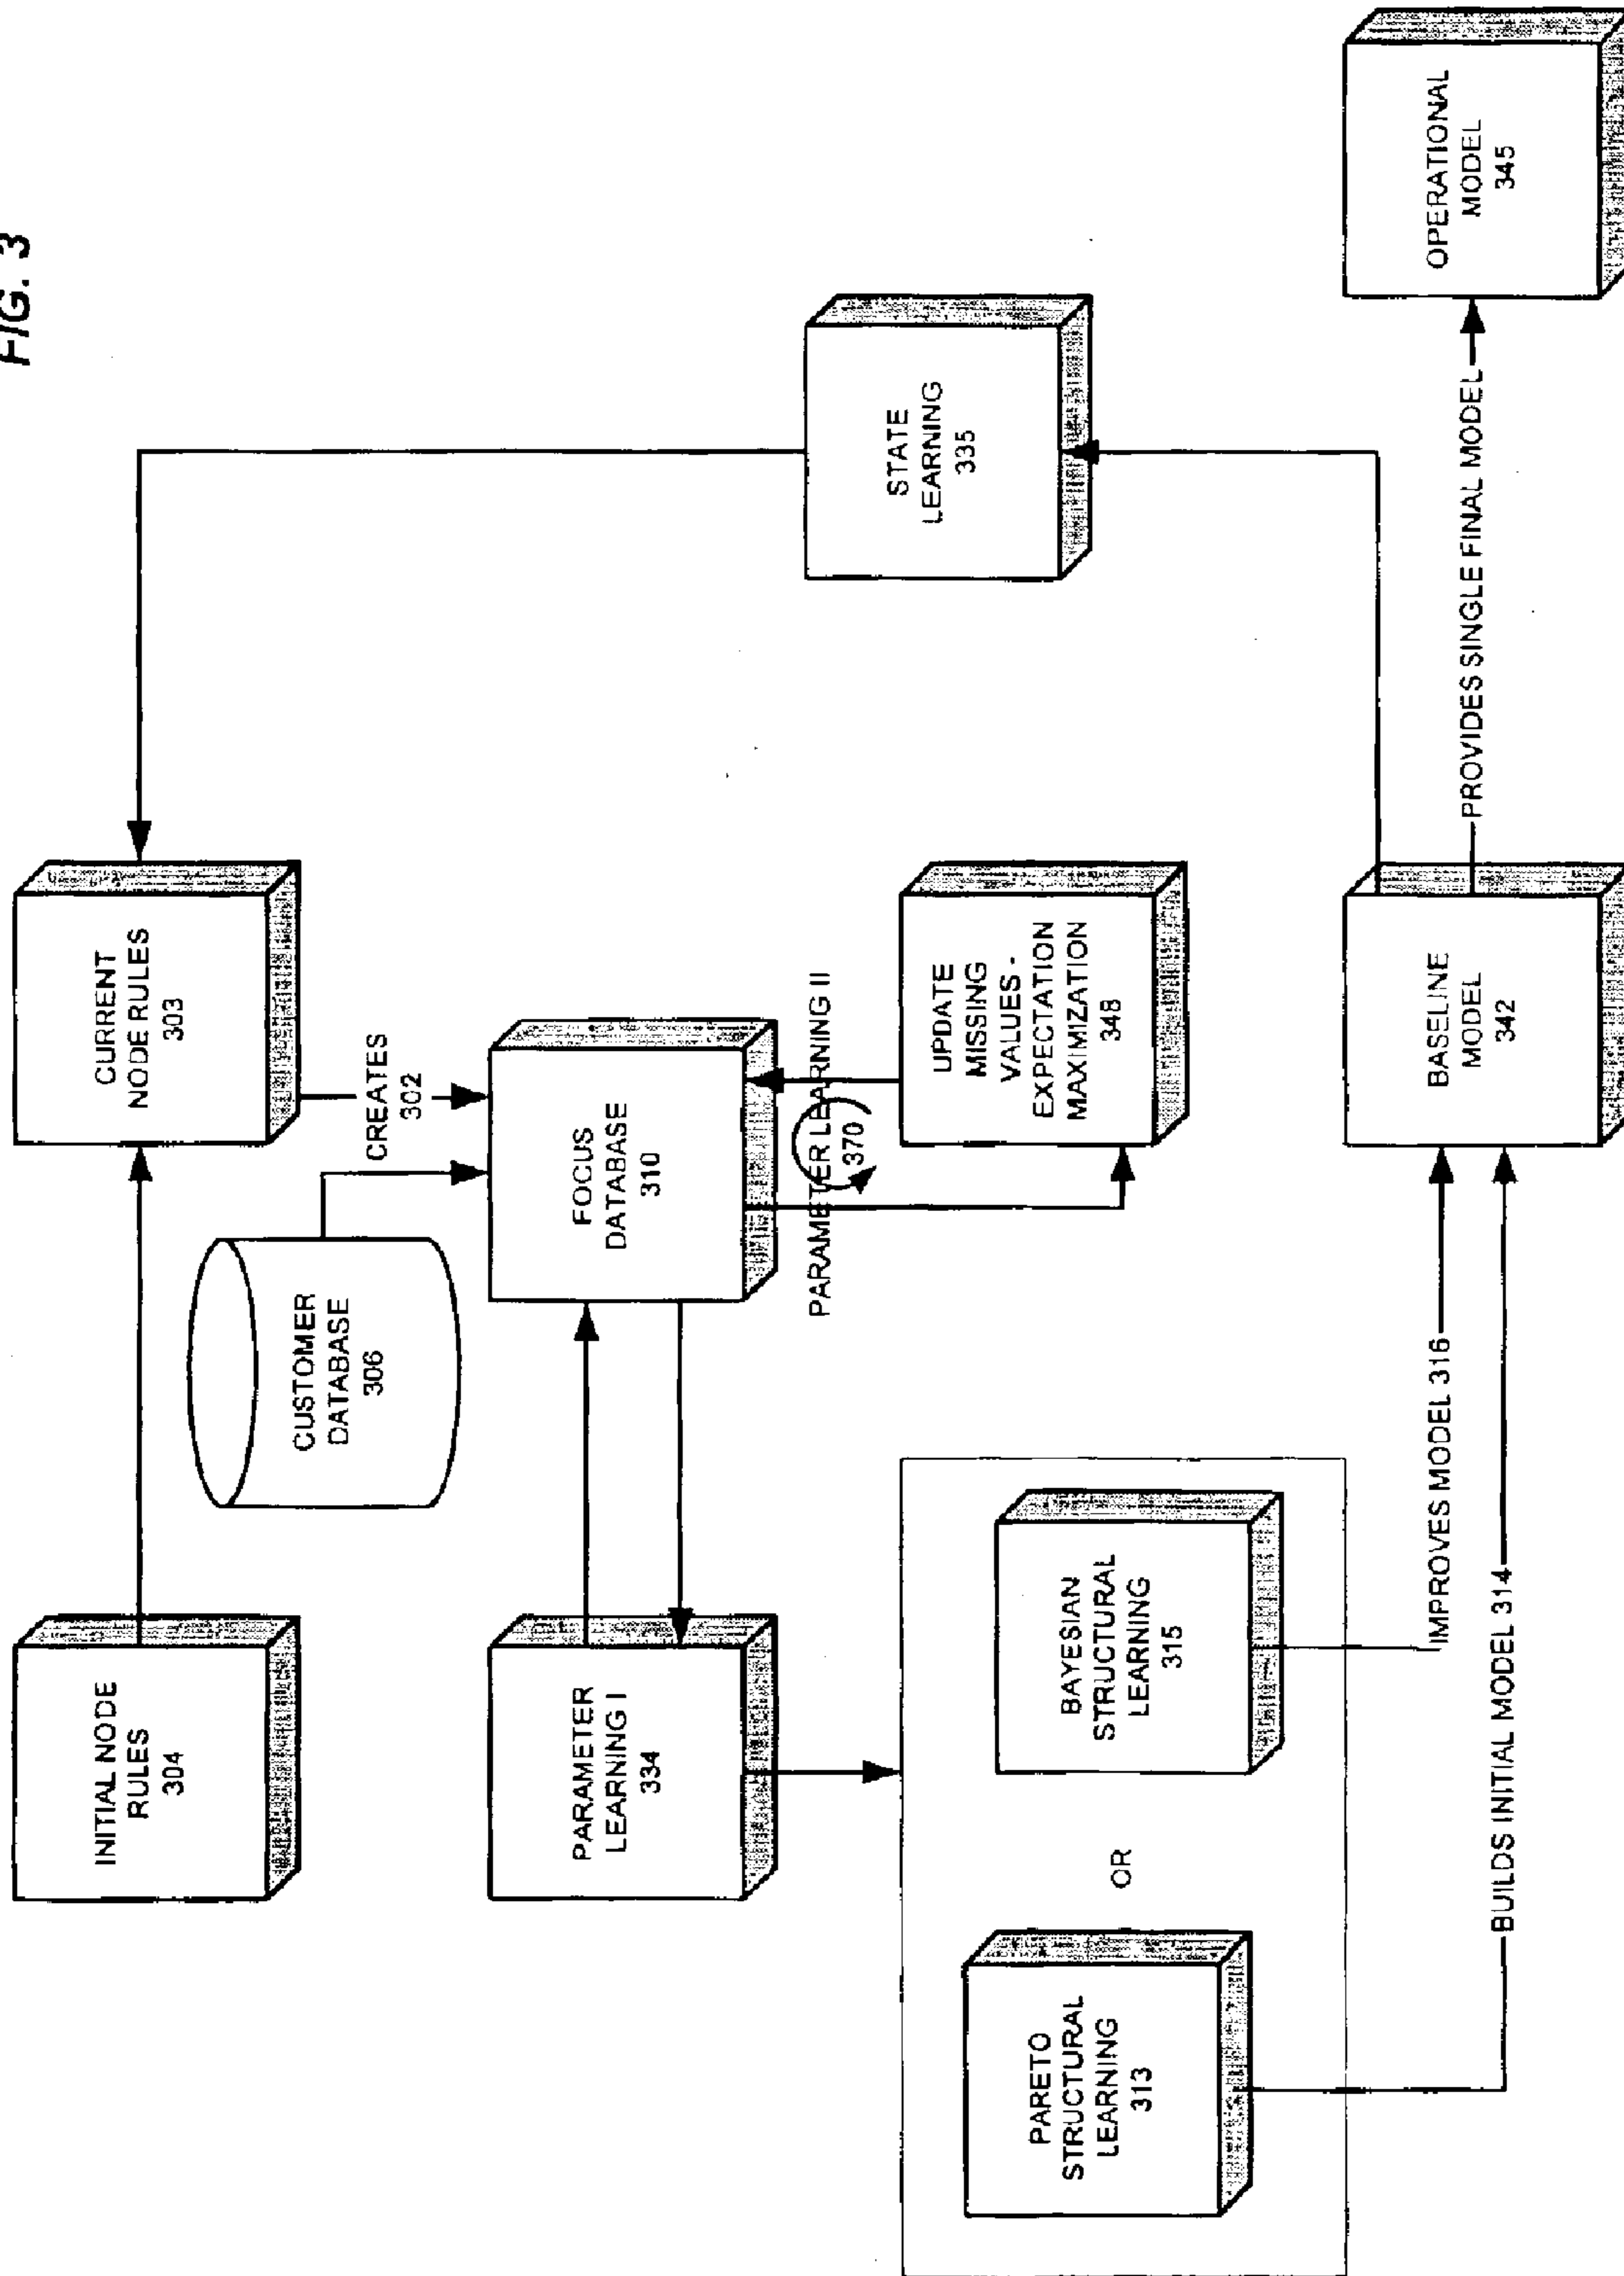 FIG. 3
INITIAL NODE
RULES
304
CURRENT
NODE RULES
303
CUSTOMER
DATABASE
306
CREATES
302
PARAMETER
LEARNING I
334
FOCUS
DATABASE
310
STATE
LEARNING
335
PARAMETER LEARNING II
370
UPDATE
MISSING
VALUES -
EXPECTATION
MAXIMIZATION
348
PARETO
STRUCTURAL
LEARNING
313
OR
BAYESIAN
STRUCTURAL
LEARNING
315
IMPROVES MODEL 316
BUILDS INITIAL MODEL 314
BASELINE
MODEL
342
PROVIDES SINGLE FINAL MODEL
OPERATIONAL
MODEL
345